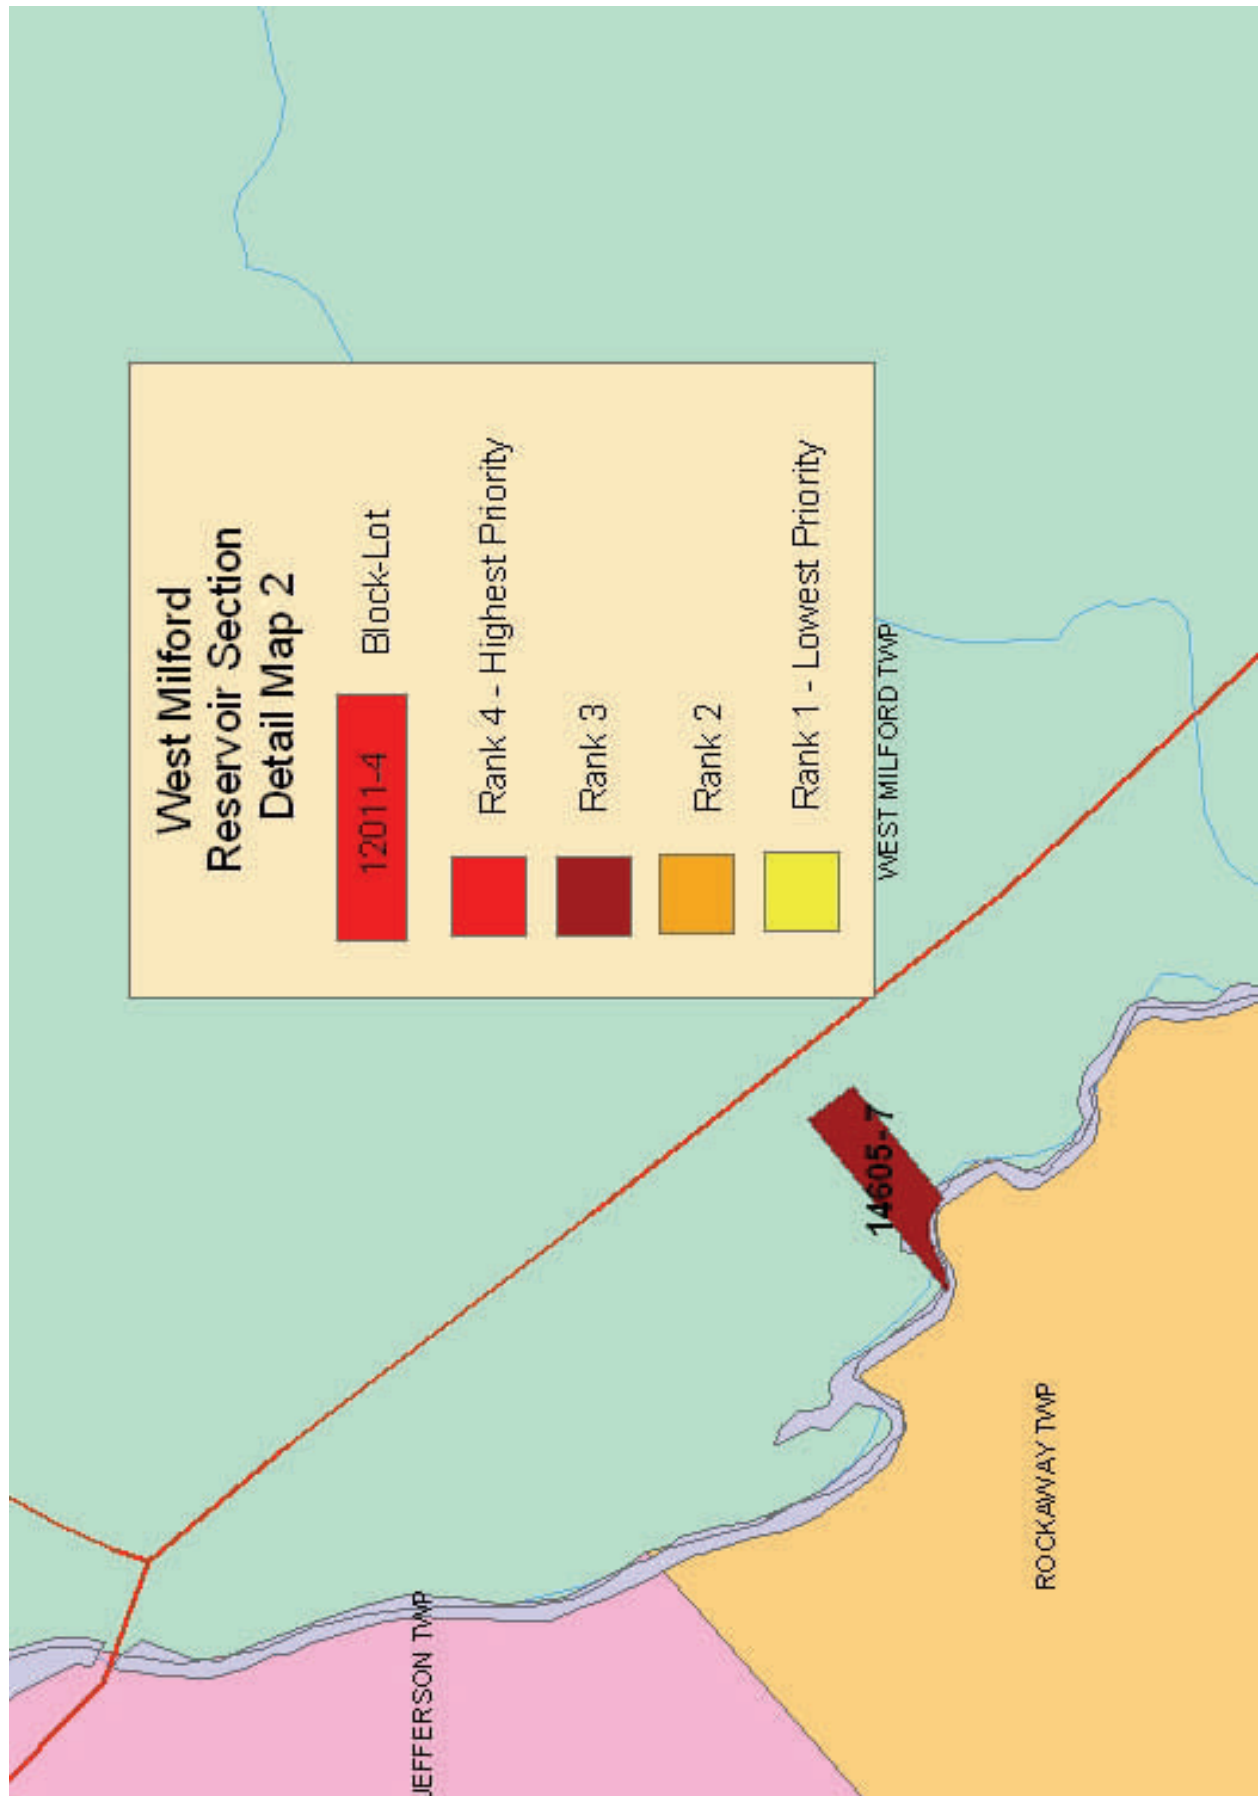 West Milford
Reservoir Section
Detail Map 2
12011-4
Block-Lot
Rank 4 - Highest Priority
Rank 3
Rank 2
Rank 1 - Lowest Priority
WEST MILFORD TWP
14605-7
JEFFERSON TWP
ROCKAWAY TWP